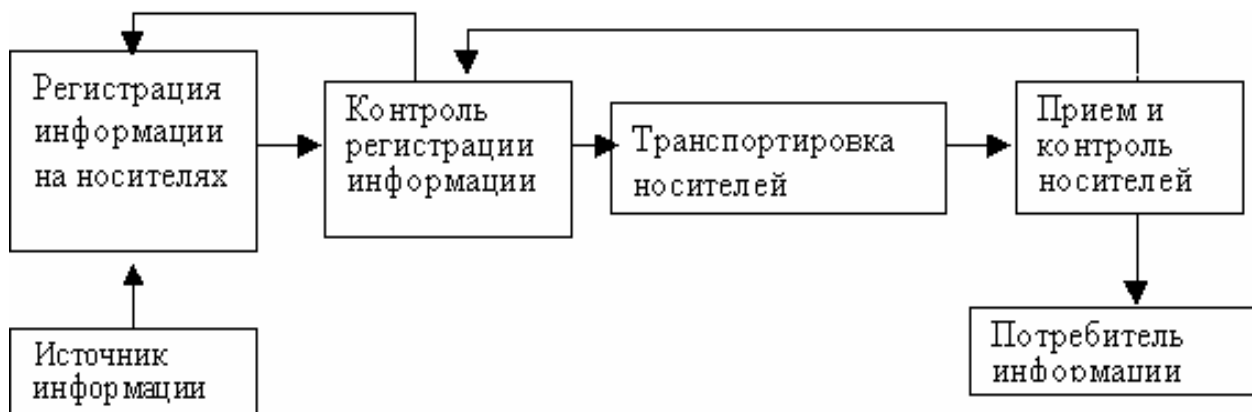 Регистрация
информации
на носителях
Контроль
регистрации
информации
Транспортировка
носителей
Прием и
контроль
носителей
Источник
информации
Потребитель
информации